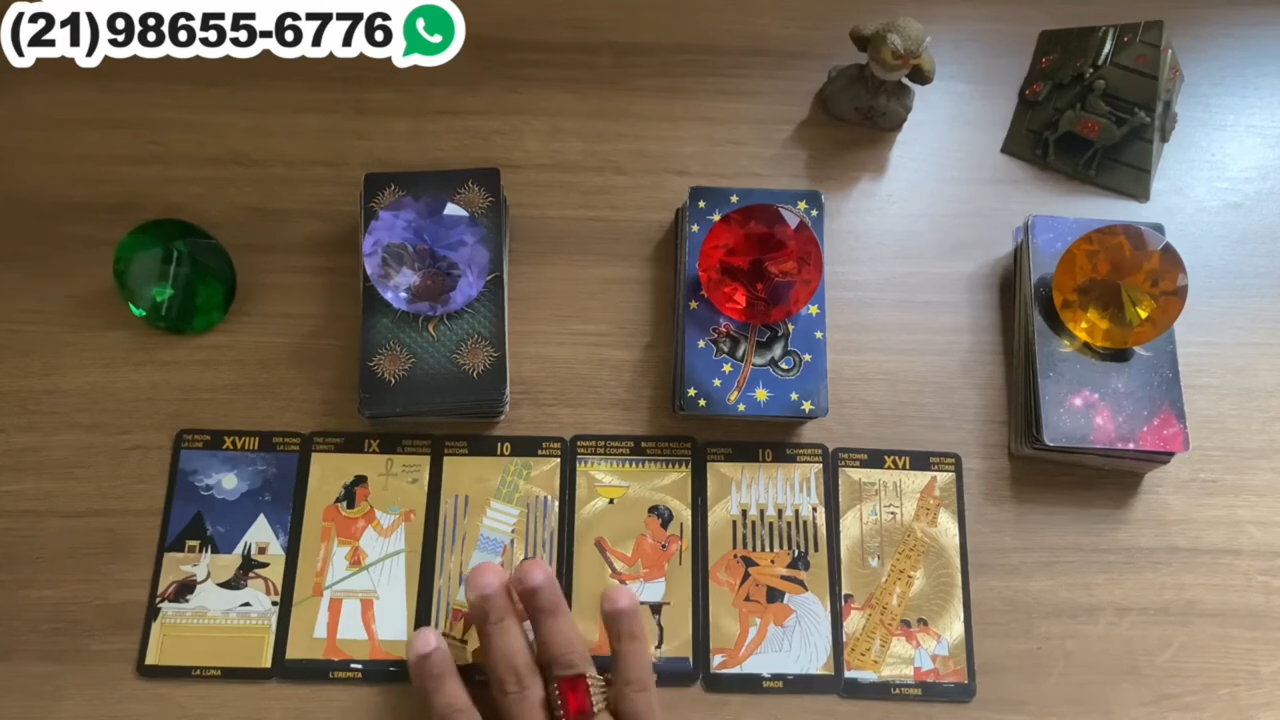 (21)98655-6776
THE MOON
LA LUNE
XVIII
DER MOND
LA LUNA
LA LUNA
THE HERMIT
L'ERMITE
IX
DER EREMIT
EL ERMITAÑO
L'EREMITA
WANDS
BATONS
10
STÄBE
BASTOS
KNAVE OF CHALICES
VALET DE COUPES
BUBE DER KELCHE
SOTA DE COPAS
SWORDS
EPEES
10
SCHWERTER
ESPADAS
SPADE
THE TOWER
LA TOUR
XVI
DER TURM
LA TORRE
LA TORRE